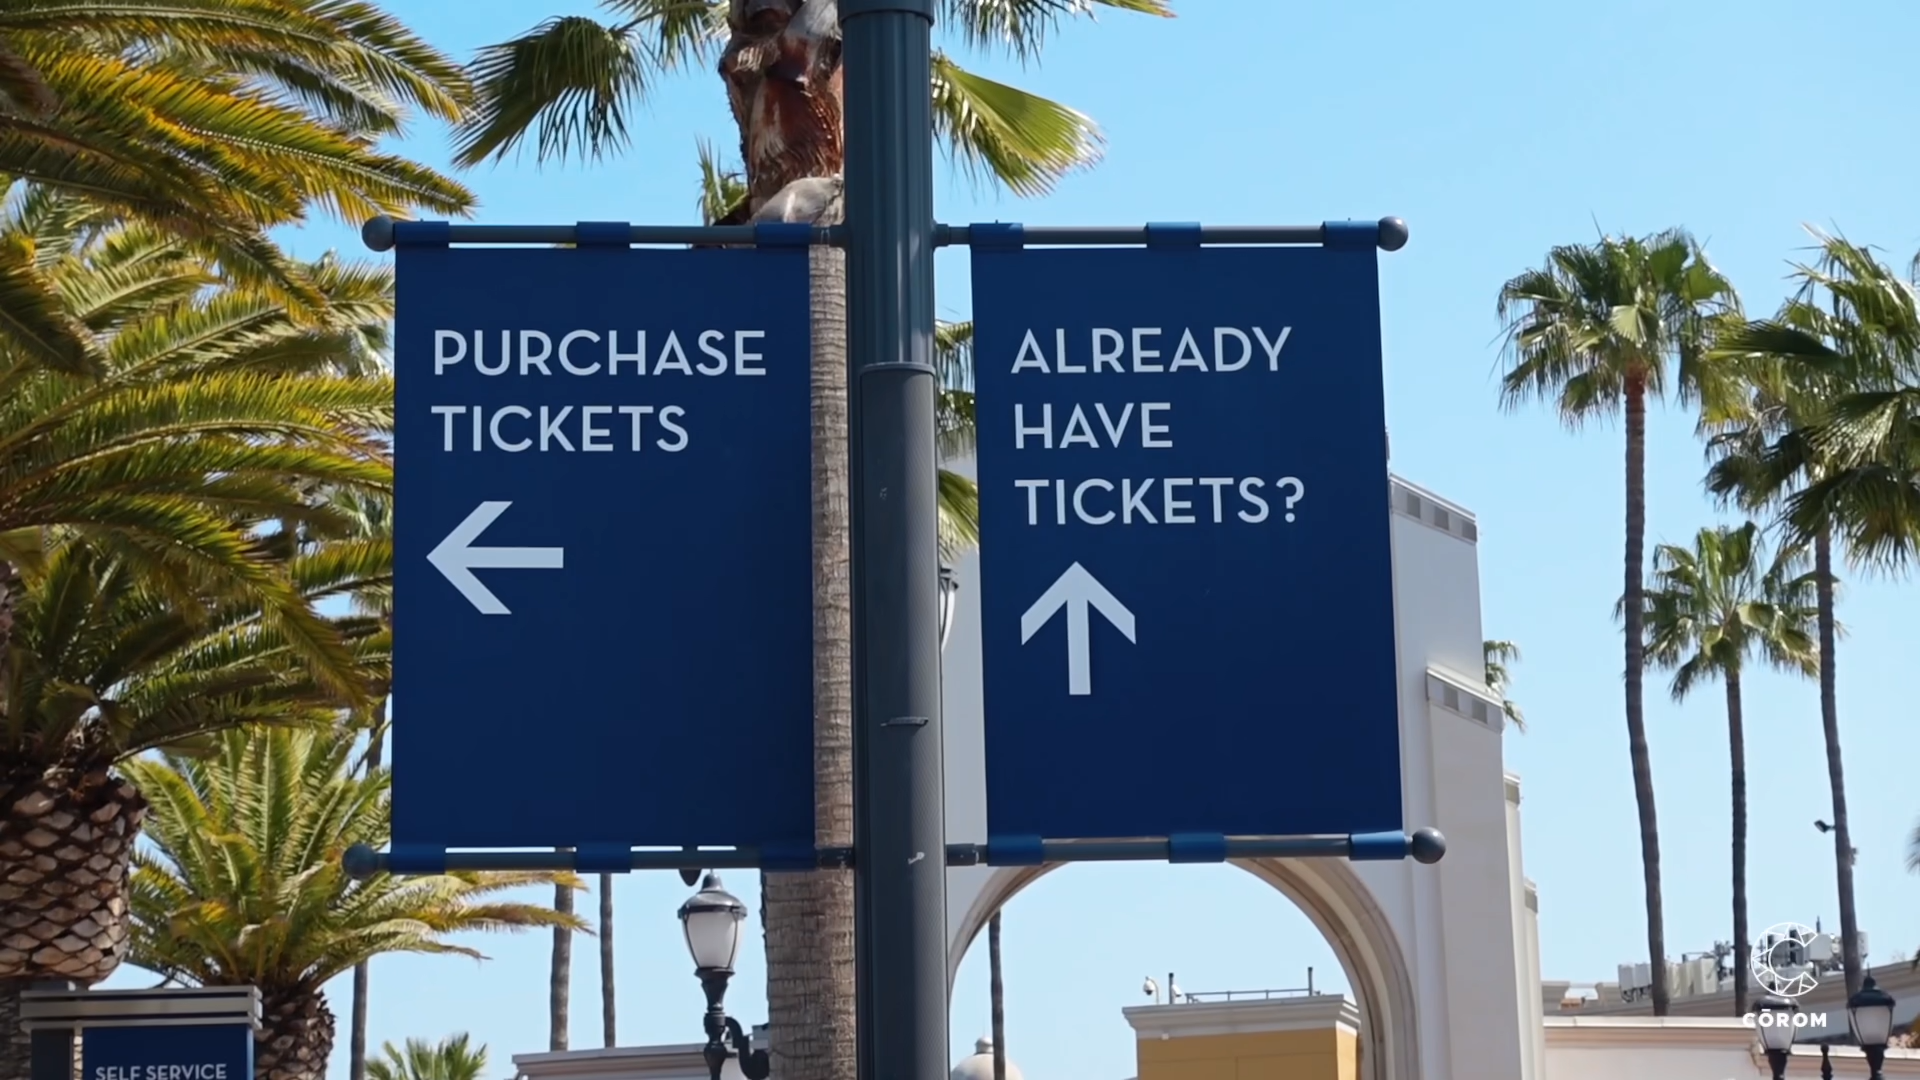 PURCHASE
TICKETS
ALREADY
HAVE
TICKETS?
SELF SERVICE
CŌROM